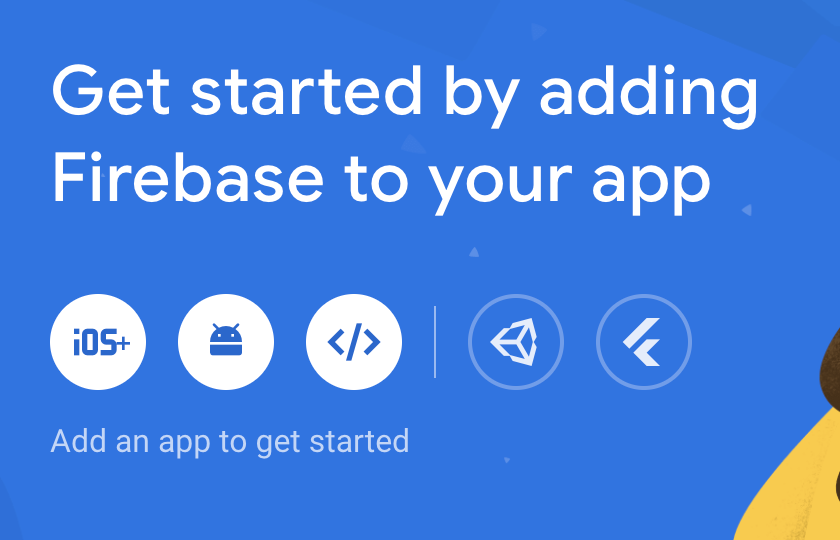 Get started by adding
Firebase to your app
iOS+
</>
Add an app to get started